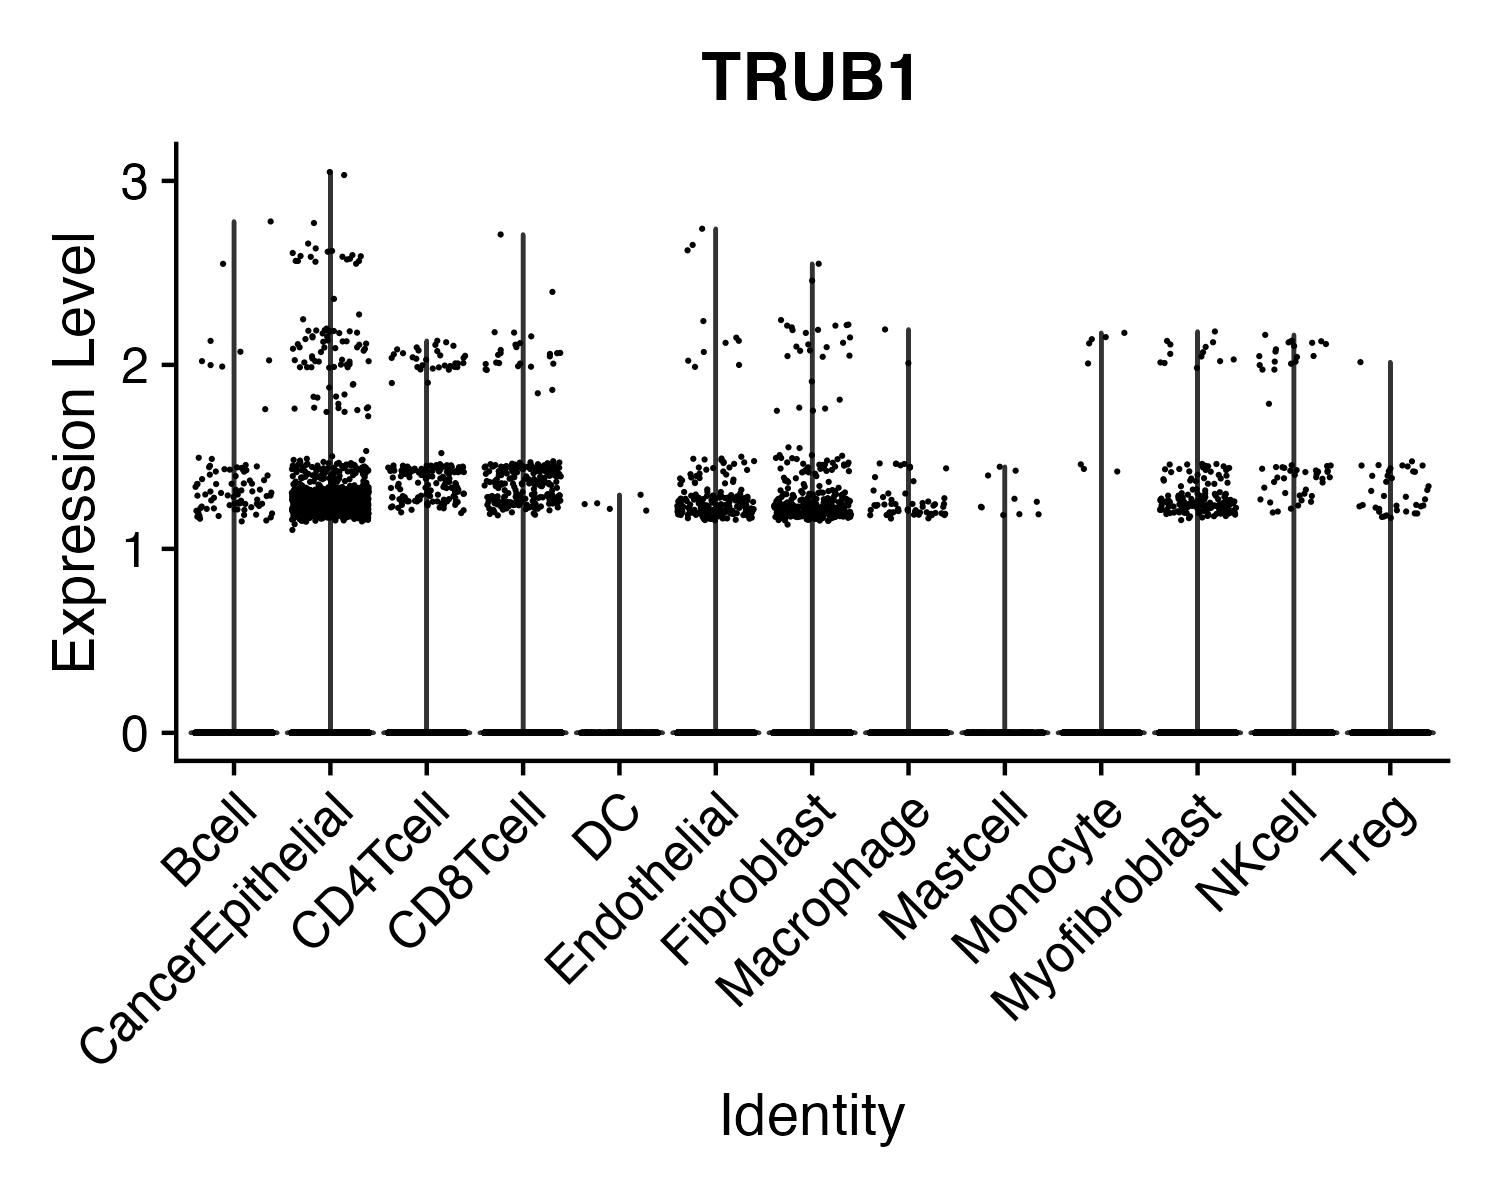 TRUB1
Expression Level
3
2
1
0
Bcell
CancerEpithelial
CD4Tcell
CD8Tcell
DC
Endothelial
Fibroblast
Macrophage
Mastcell
Monocyte
Myofibroblast
NKcell
Treg
Identity